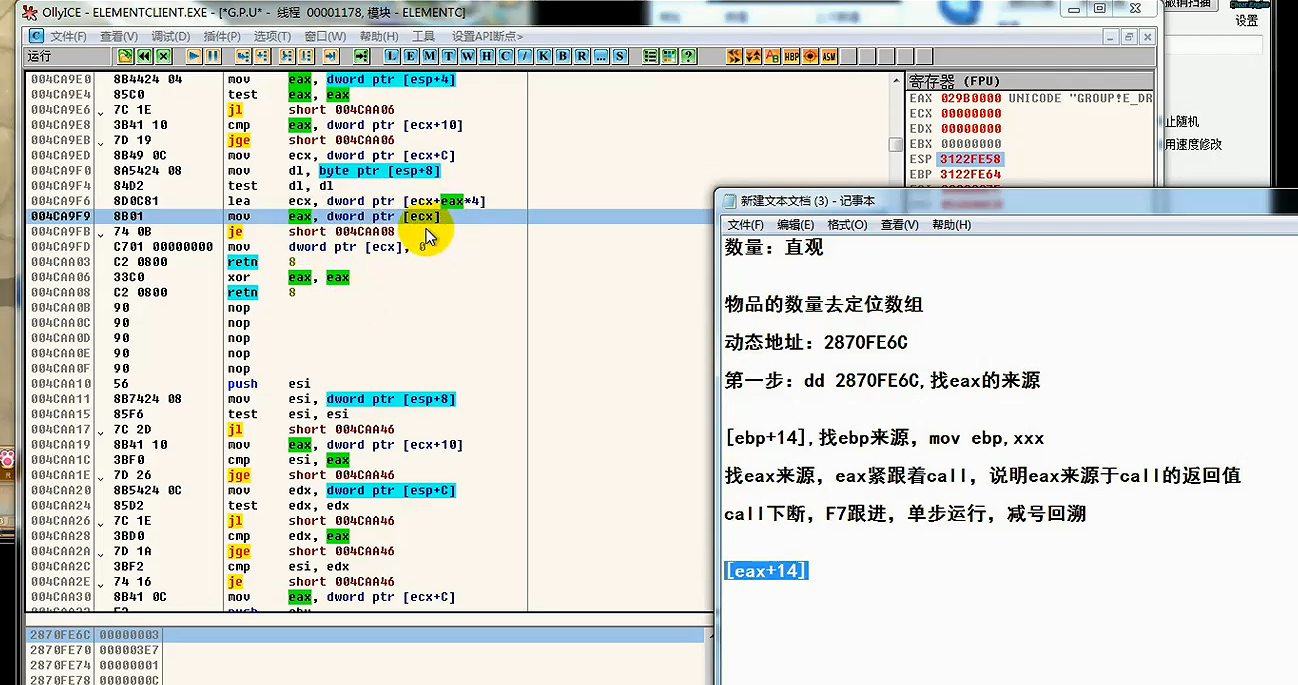 OllyICE - ELEMENTCLIENT.EXE - [*G.P.U* - 线程 00001178, 模块 - ELEMENTC]
撤销扫描
Cheat Engine
设置
C 文件(F) 查看(V) 调试(D) 插件(P) 选项(T) 窗口(W) 帮助(H) 工具 设置API断点>
运行 L E M T W H C / K B R ... S ? HBP ASM
004CA9E0 8B4424 04 mov eax, dword ptr [esp+4]
004CA9E4 85C0 test eax, eax
004CA9E6 7C 1E jl short 004CAA06
004CA9E8 3B41 10 cmp eax, dword ptr [ecx+10]
004CA9EB 7D 19 jge short 004CAA06
004CA9ED 8B49 0C mov ecx, dword ptr [ecx+C]
004CA9F0 8A5424 08 mov dl, byte ptr [esp+8]
004CA9F4 84D2 test dl, dl
004CA9F6 8D0C81 lea ecx, dword ptr [ecx+eax*4]
004CA9F9 8B01 mov eax, dword ptr [ecx]
004CA9FB 74 0B je short 004CAA08
004CA9FD C701 00000000 mov dword ptr [ecx], 0
004CAA03 C2 0800 retn 8
004CAA06 33C0 xor eax, eax
004CAA08 C2 0800 retn 8
004CAA0B 90 nop
004CAA0C 90 nop
004CAA0D 90 nop
004CAA0E 90 nop
004CAA0F 90 nop
004CAA10 56 push esi
004CAA11 8B7424 08 mov esi, dword ptr [esp+8]
004CAA15 85F6 test esi, esi
004CAA17 7C 2D jl short 004CAA46
004CAA19 8B41 10 mov eax, dword ptr [ecx+10]
004CAA1C 3BF0 cmp esi, eax
004CAA1E 7D 26 jge short 004CAA46
004CAA20 8B5424 0C mov edx, dword ptr [esp+C]
004CAA24 85D2 test edx, edx
004CAA26 7C 1E jl short 004CAA46
004CAA28 3BD0 cmp edx, eax
004CAA2A 7D 1A jge short 004CAA46
004CAA2C 3BF2 cmp esi, edx
004CAA2E 74 16 je short 004CAA46
004CAA30 8B41 0C mov eax, dword ptr [ecx+C]
寄存器 (FPU)
EAX 029B0000 UNICODE "GROUP!E_DR
ECX 00000000
EDX 00000000
EBX 00000000
ESP 3122FE58
EBP 3122FE64
止随机
用速度修改
新建文本文档 (3) - 记事本
文件(F) 编辑(E) 格式(O) 查看(V) 帮助(H)
数量：直观
物品的数量去定位数组
动态地址：2870FE6C
第一步：dd 2870FE6C,找eax的来源
[ebp+14],找ebp来源，mov ebp,xxx
找eax来源，eax紧跟着call，说明eax来源于call的返回值
call下断，F7跟进，单步运行，减号回溯
[eax+14]
2870FE6C 00000003
2870FE70 000003E7
2870FE74 00000001
2870FE78 0000000C